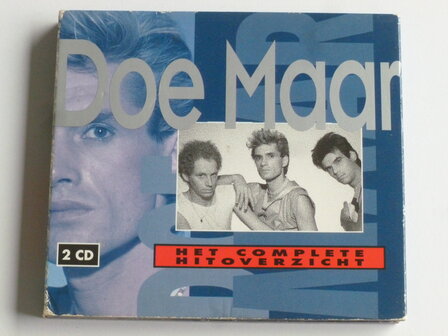 Doe Maar
2 CD
HET COMPLETE
HITOVERZICHT